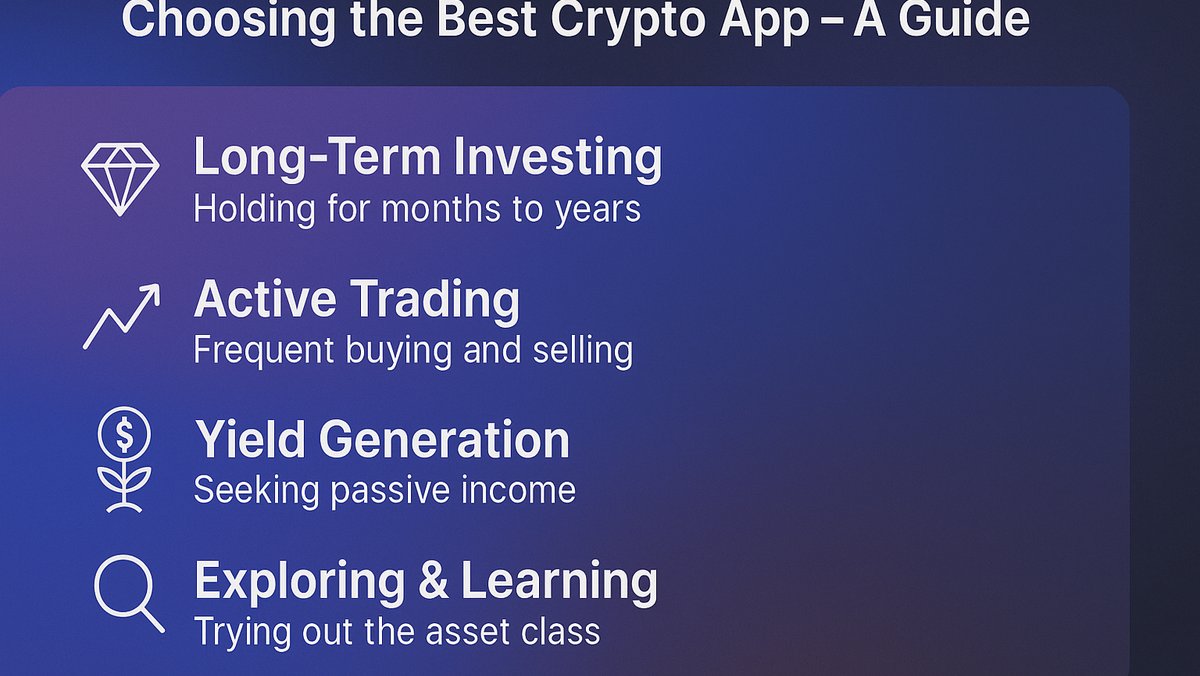 Choosing the Best Crypto App – A Guide
Long-Term Investing
Holding for months to years
Active Trading
Frequent buying and selling
$
Yield Generation
Seeking passive income
Exploring & Learning
Trying out the asset class